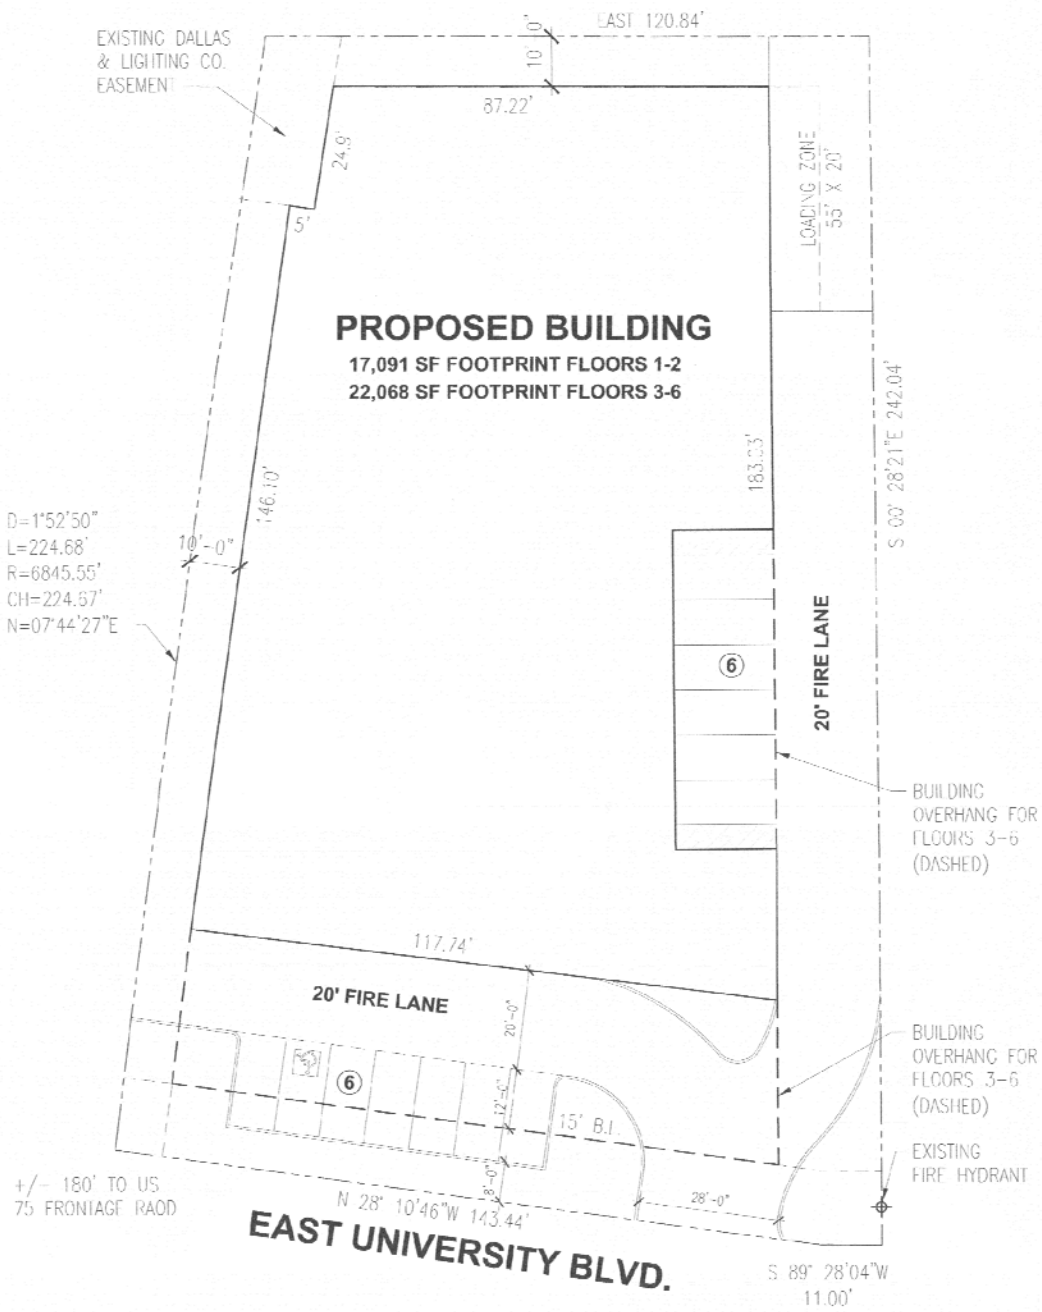 EAST 120.84'
EXISTING DALLAS
& LIGHTING CO.
EASEMENT
10'-0"
87.22'
24.9'
5'
LOADING ZONE
55' X 20'
PROPOSED BUILDING
17,091 SF FOOTPRINT FLOORS 1-2
22,068 SF FOOTPRINT FLOORS 3-6
S 00° 28'21"E 242.04'
183.03'
146.10'
D=1°52'50"
L=224.68'
R=6845.55'
CH=224.67'
N=07°44'27"E
10'-0"
6
20' FIRE LANE
BUILDING
OVERHANG FOR
FLOORS 3-6
(DASHED)
117.74'
20' FIRE LANE
20'-0"
6
12'-0"
15' B.L.
BUILDING
OVERHANG FOR
FLOORS 3-6
(DASHED)
EXISTING
FIRE HYDRANT
8'-0"
28'-0"
+/- 180' TO US
75 FRONTAGE RAOD
N 28° 10'46"W 143.44'
EAST UNIVERSITY BLVD.
S 89° 28'04"W
11.00'